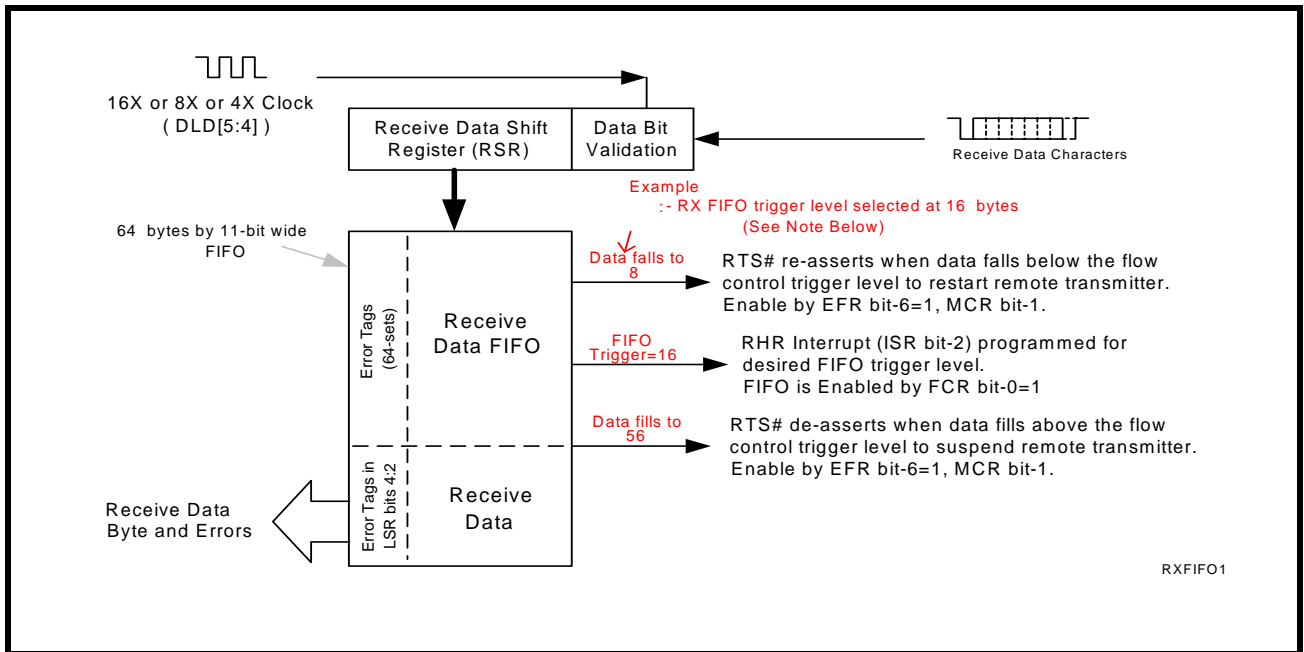 16X or 8X or 4X Clock
( DLD[5:4] )
Receive Data Shift
Register (RSR)
Data Bit
Validation
Receive Data Characters
Example
:- RX FIFO trigger level selected at 16 bytes
(See Note Below)
64 bytes by 11-bit wide
FIFO
Data falls to
8
RTS# re-asserts when data falls below the flow
control trigger level to restart remote transmitter.
Enable by EFR bit-6=1, MCR bit-1.
Error Tags
(64-sets)
Receive
Data FIFO
FIFO
Trigger=16
RHR Interrupt (ISR bit-2) programmed for
desired FIFO trigger level.
FIFO is Enabled by FCR bit-0=1
Data fills to
56
RTS# de-asserts when data fills above the flow
control trigger level to suspend remote transmitter.
Enable by EFR bit-6=1, MCR bit-1.
Receive Data
Byte and Errors
Error Tags in
LSR bits 4:2
Receive
Data
RXFIFO1